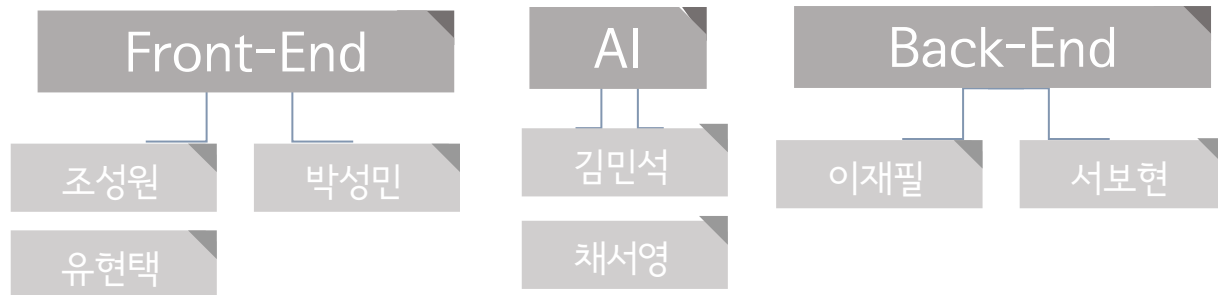 Front-End
AI
Back-End
조성원
박성민
김민석
이재필
서보현
유현택
채서영